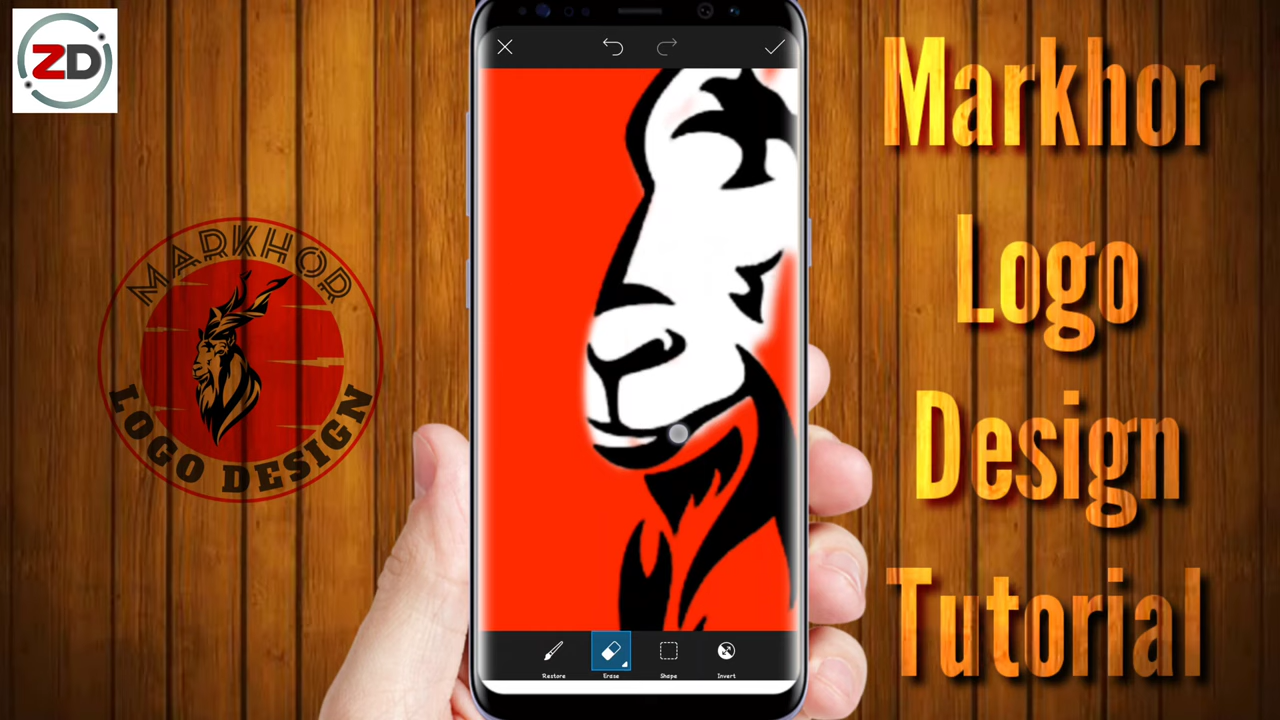 ZD
MARKHOR
LOGO DESIGN
Markhor
Logo
Design
Tutorial
Restore
Erase
Shape
Invert